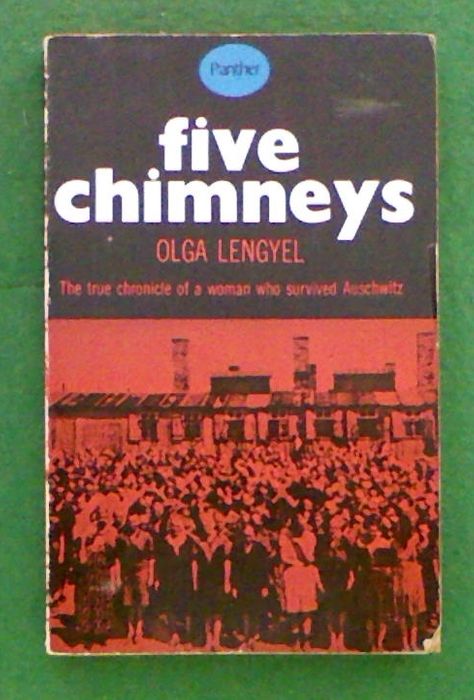 Panther
five
chimneys
OLGA LENGYEL
The true chronicle of a woman who survived Auschwitz